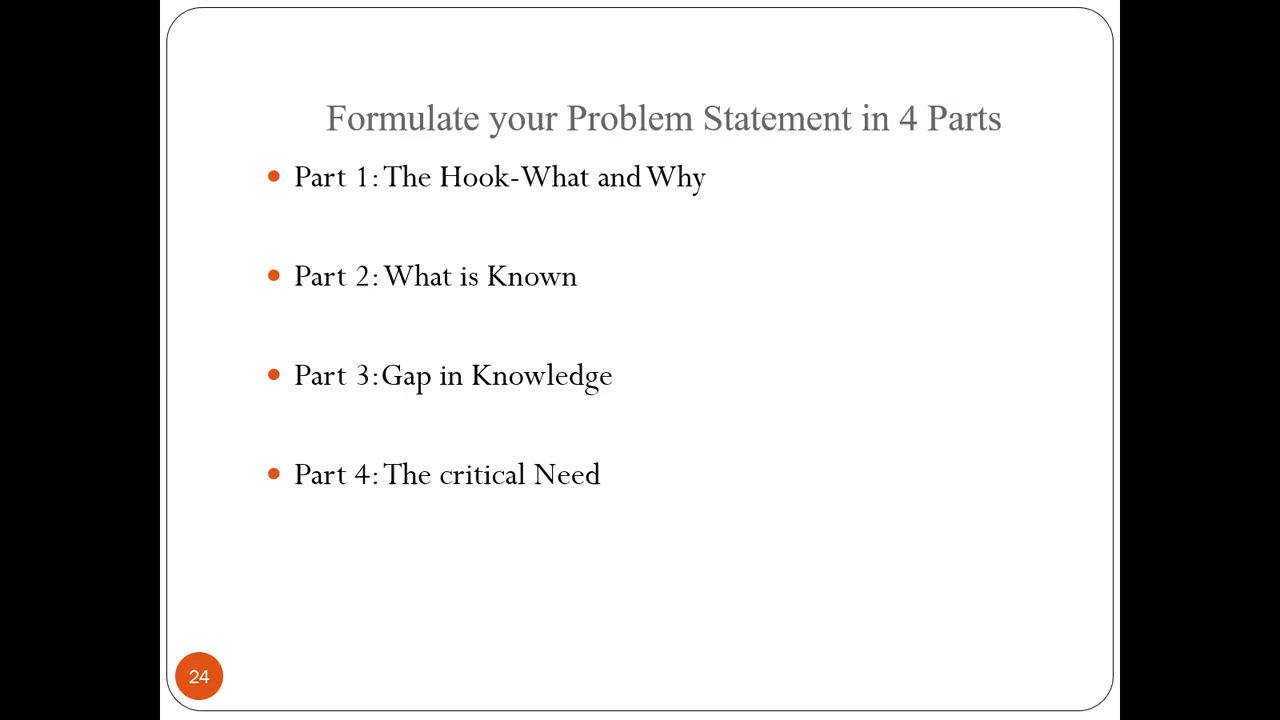 Formulate your Problem Statement in 4 Parts
Part 1: The Hook-What and Why
Part 2: What is Known
Part 3: Gap in Knowledge
Part 4: The critical Need
24